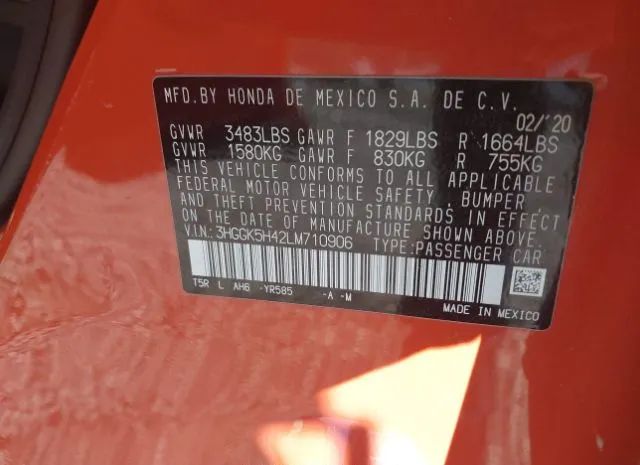 MFD.BY HONDA DE MEXICO S.A. DE C.V.
02/'20
GVWR 3483LBS GAWR F 1829LBS R 1664LBS
GVWR 1580KG GAWR F 830KG R 755KG
THIS VEHICLE CONFORMS TO ALL APPLICABLE
FEDERAL MOTOR VEHICLE SAFETY, BUMPER
AND THEFT PREVENTION STANDARDS IN EFFECT
ON THE DATE OF MANUFACTURE SHOWN ABOVE.
V.I.N.:3HGGK5H42LM710906 TYPE:PASSENGER CAR
T5R L AH6 -YR585 -A -M
MADE IN MEXICO